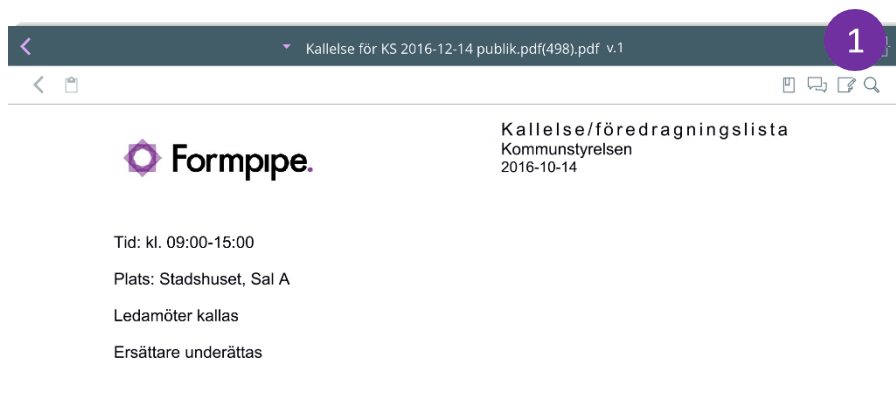 Kallelse för KS 2016-12-14 publik.pdf(498).pdf v.1
1
Kallelse/föredragningslista
Kommunstyrelsen
2016-10-14
Formpipe.
Tid: kl. 09:00-15:00
Plats: Stadshuset, Sal A
Ledamöter kallas
Ersättare underättas